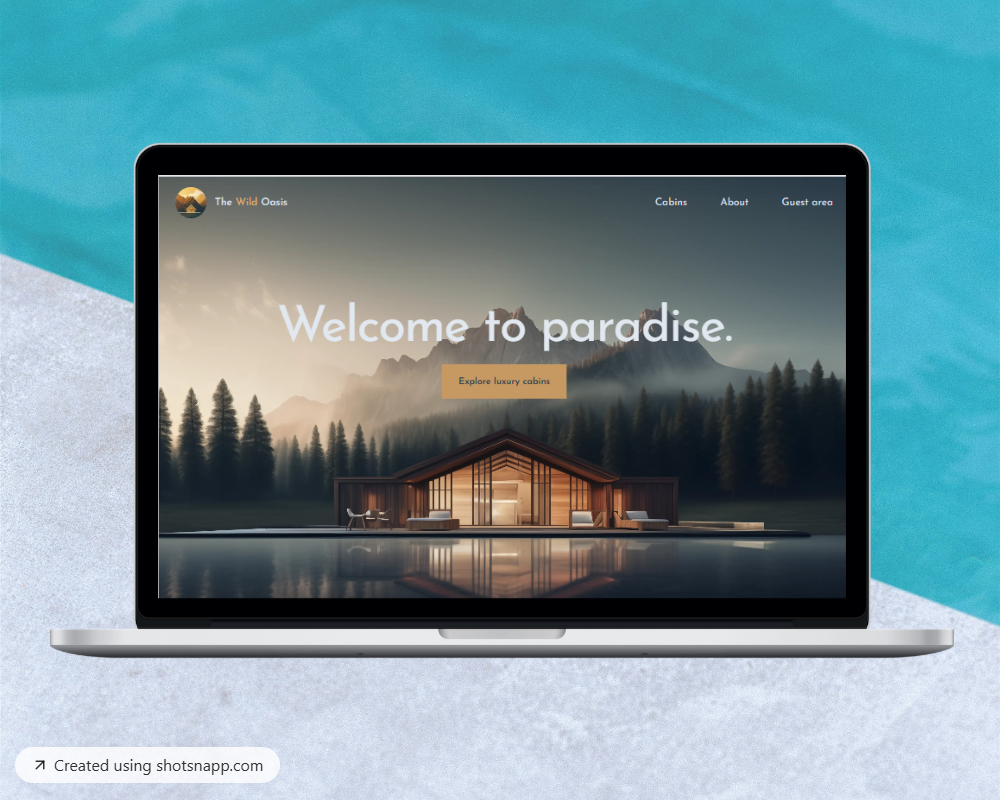 The Wild Oasis
Cabins
About
Guest area
Welcome to paradise.
Explore luxury cabins
Created using shotsnapp.com